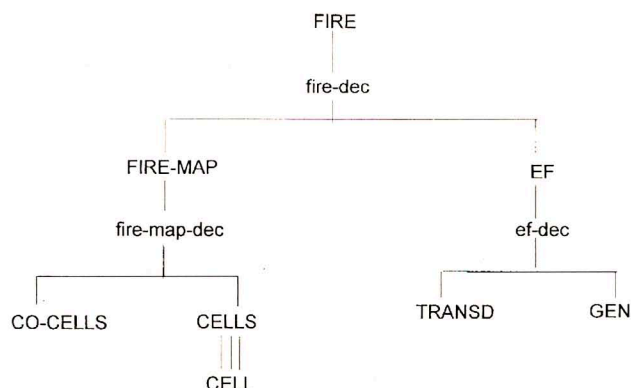 FIRE
fire-dec
FIRE-MAP EF
fire-map-dec ef-dec
CO-CELLS CELLS TRANSD GEN
CELL